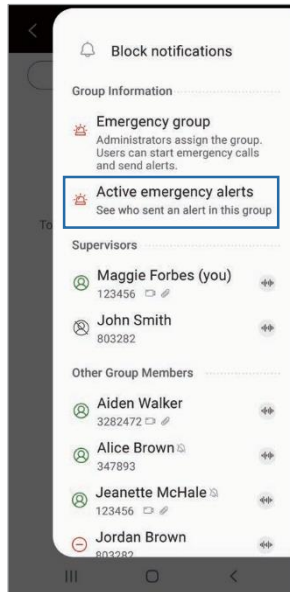 Block notifications
Group Information
Emergency group
Administrators assign the group.
Users can start emergency calls
and send alerts.
Active emergency alerts
See who sent an alert in this group
To
Supervisors
Maggie Forbes (you)
123456
John Smith
803282
Other Group Members
Aiden Walker
3282472
Alice Brown
347893
Jeanette McHale
123456
Jordan Brown
803282